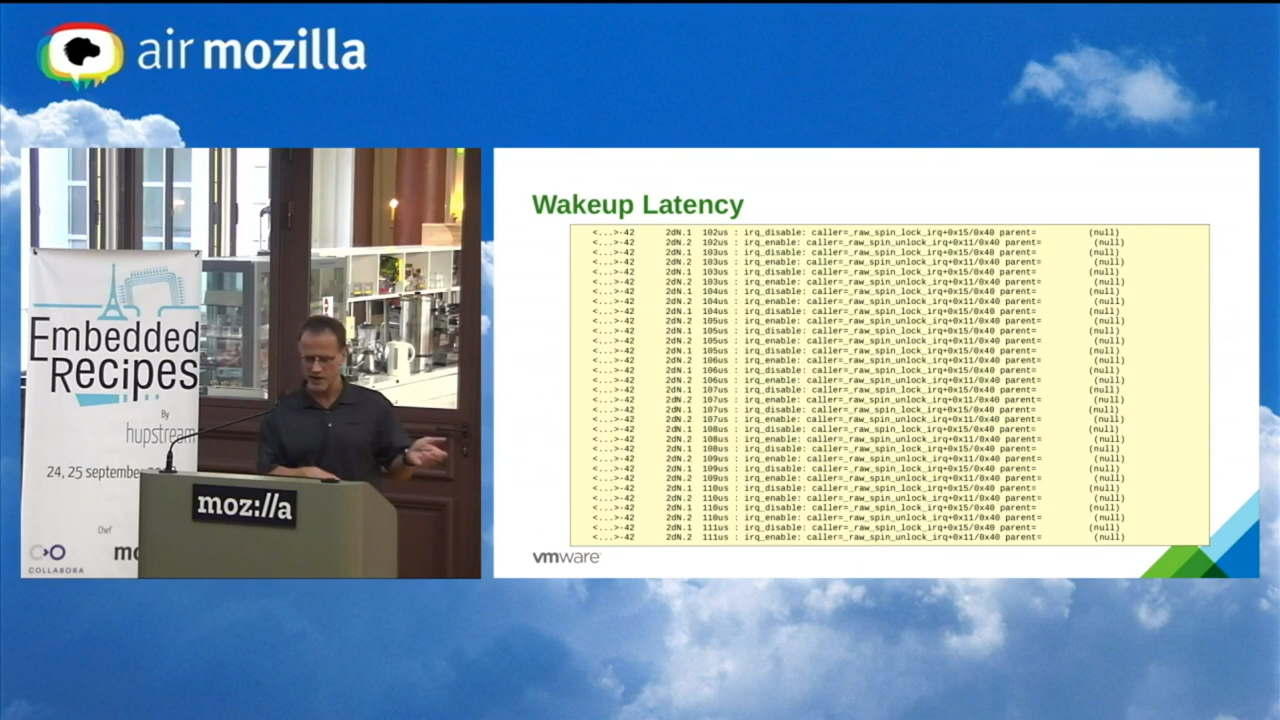 air mozilla
Embedded
Recipes
By
hupstream
24, 25 septembe
Chef
COLLABORA
mo
moz://a
Wakeup Latency
<...>-42 2dN.1 102us : irq_disable: caller=_raw_spin_lock_irq+0x15/0x40 parent= (null)
<...>-42 2dN.2 102us : irq_enable: caller=_raw_spin_unlock_irq+0x11/0x40 parent= (null)
<...>-42 2dN.1 103us : irq_disable: caller=_raw_spin_lock_irq+0x15/0x40 parent= (null)
<...>-42 2dN.2 103us : irq_enable: caller=_raw_spin_unlock_irq+0x11/0x40 parent= (null)
<...>-42 2dN.1 103us : irq_disable: caller=_raw_spin_lock_irq+0x15/0x40 parent= (null)
<...>-42 2dN.2 103us : irq_enable: caller=_raw_spin_unlock_irq+0x11/0x40 parent= (null)
<...>-42 2dN.1 104us : irq_disable: caller=_raw_spin_lock_irq+0x15/0x40 parent= (null)
<...>-42 2dN.2 104us : irq_enable: caller=_raw_spin_unlock_irq+0x11/0x40 parent= (null)
<...>-42 2dN.1 104us : irq_disable: caller=_raw_spin_lock_irq+0x15/0x40 parent= (null)
<...>-42 2dN.2 105us : irq_enable: caller=_raw_spin_unlock_irq+0x11/0x40 parent= (null)
<...>-42 2dN.1 105us : irq_disable: caller=_raw_spin_lock_irq+0x15/0x40 parent= (null)
<...>-42 2dN.2 105us : irq_enable: caller=_raw_spin_unlock_irq+0x11/0x40 parent= (null)
<...>-42 2dN.1 105us : irq_disable: caller=_raw_spin_lock_irq+0x15/0x40 parent= (null)
<...>-42 2dN.2 106us : irq_enable: caller=_raw_spin_unlock_irq+0x11/0x40 parent= (null)
<...>-42 2dN.1 106us : irq_disable: caller=_raw_spin_lock_irq+0x15/0x40 parent= (null)
<...>-42 2dN.2 106us : irq_enable: caller=_raw_spin_unlock_irq+0x11/0x40 parent= (null)
<...>-42 2dN.1 107us : irq_disable: caller=_raw_spin_lock_irq+0x15/0x40 parent= (null)
<...>-42 2dN.2 107us : irq_enable: caller=_raw_spin_unlock_irq+0x11/0x40 parent= (null)
<...>-42 2dN.1 107us : irq_disable: caller=_raw_spin_lock_irq+0x15/0x40 parent= (null)
<...>-42 2dN.2 107us : irq_enable: caller=_raw_spin_unlock_irq+0x11/0x40 parent= (null)
<...>-42 2dN.1 108us : irq_disable: caller=_raw_spin_lock_irq+0x15/0x40 parent= (null)
<...>-42 2dN.2 108us : irq_enable: caller=_raw_spin_unlock_irq+0x11/0x40 parent= (null)
<...>-42 2dN.1 108us : irq_disable: caller=_raw_spin_lock_irq+0x15/0x40 parent= (null)
<...>-42 2dN.2 109us : irq_enable: caller=_raw_spin_unlock_irq+0x11/0x40 parent= (null)
<...>-42 2dN.1 109us : irq_disable: caller=_raw_spin_lock_irq+0x15/0x40 parent= (null)
<...>-42 2dN.2 109us : irq_enable: caller=_raw_spin_unlock_irq+0x11/0x40 parent= (null)
<...>-42 2dN.1 110us : irq_disable: caller=_raw_spin_lock_irq+0x15/0x40 parent= (null)
<...>-42 2dN.2 110us : irq_enable: caller=_raw_spin_unlock_irq+0x11/0x40 parent= (null)
<...>-42 2dN.1 110us : irq_disable: caller=_raw_spin_lock_irq+0x15/0x40 parent= (null)
<...>-42 2dN.2 110us : irq_enable: caller=_raw_spin_unlock_irq+0x11/0x40 parent= (null)
<...>-42 2dN.1 111us : irq_disable: caller=_raw_spin_lock_irq+0x15/0x40 parent= (null)
<...>-42 2dN.2 111us : irq_enable: caller=_raw_spin_unlock_irq+0x11/0x40 parent= (null)
vmware